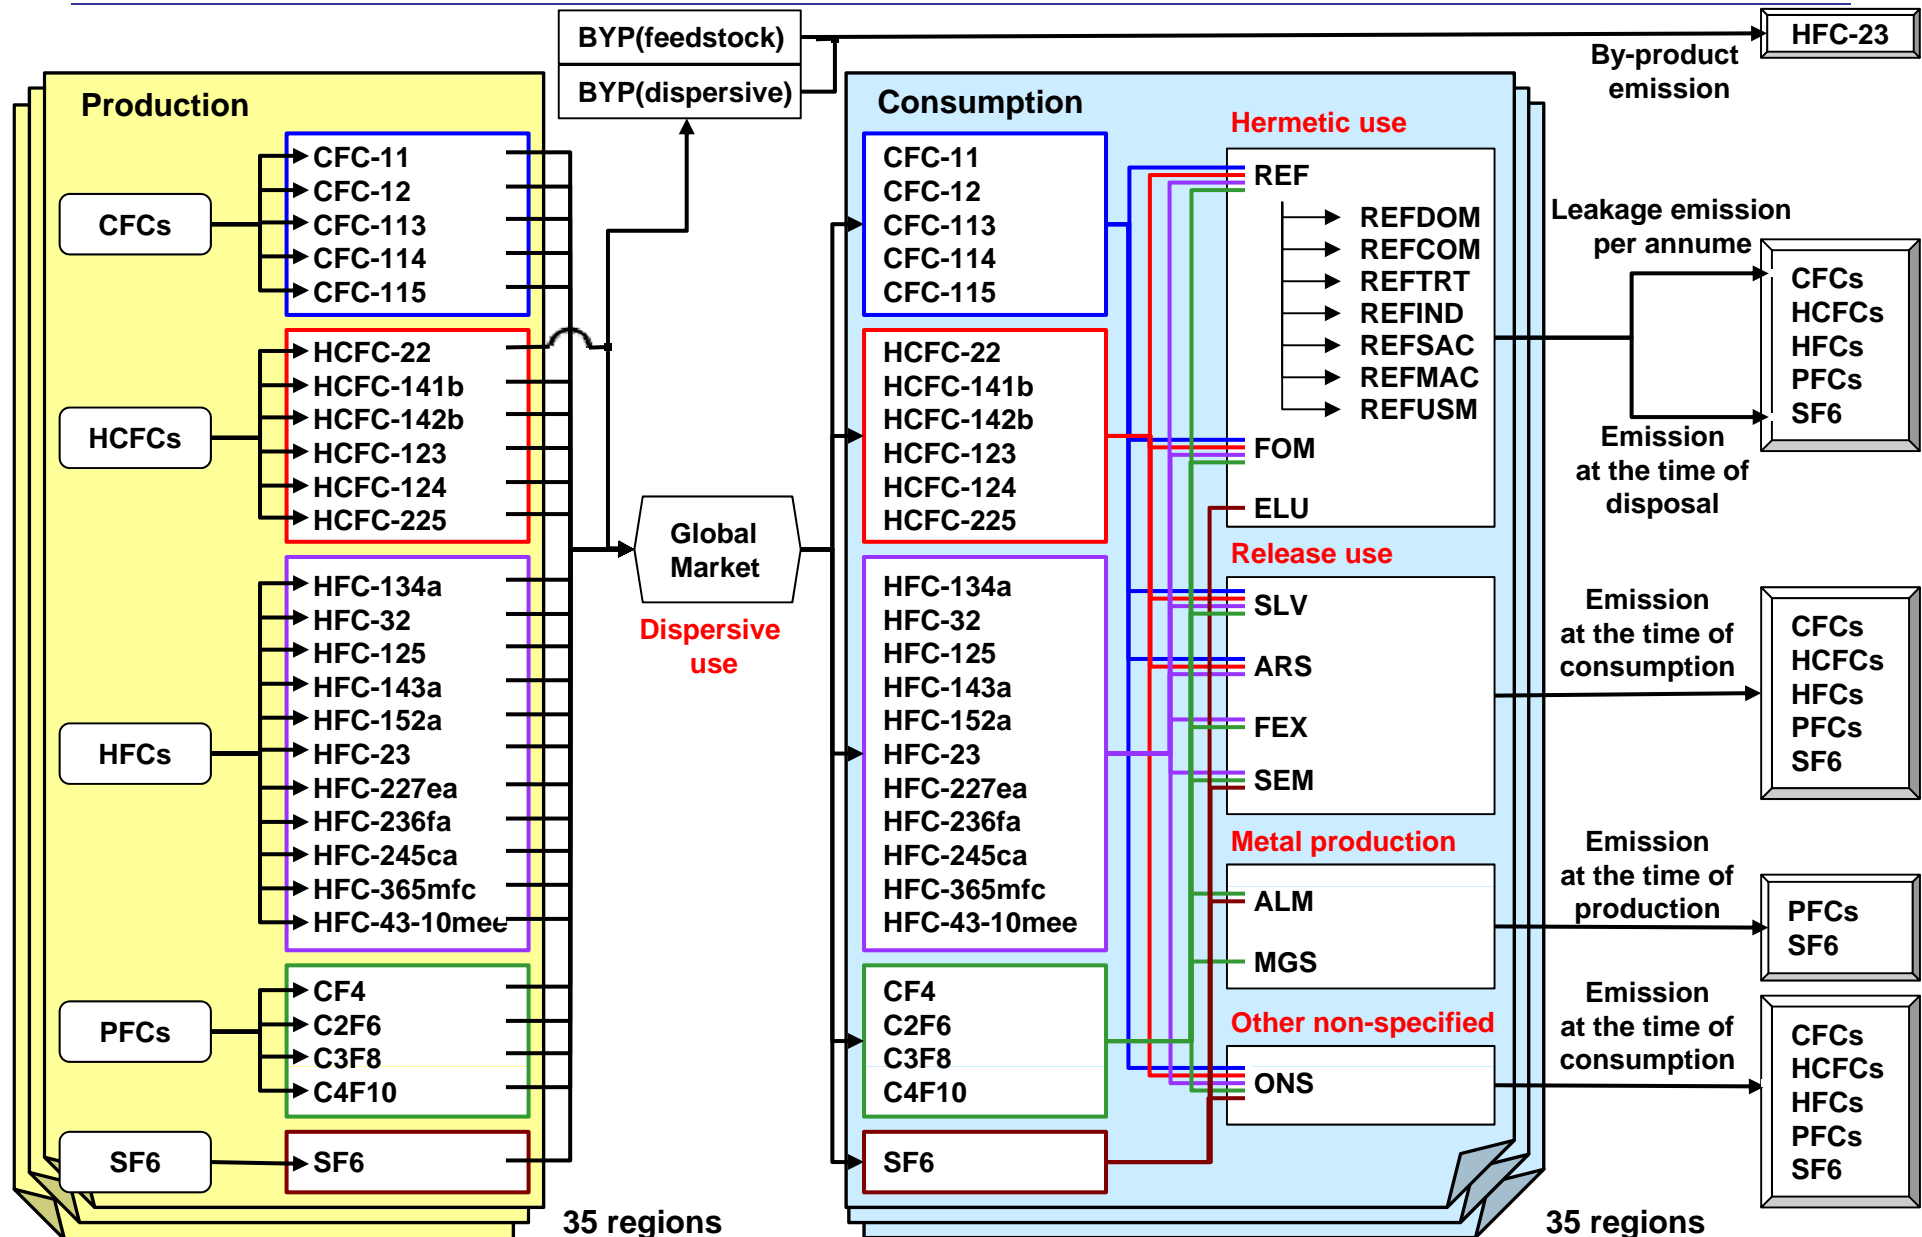 BYP(feedstock)
BYP(dispersive)
By-product
emission
HFC-23
Production
CFCs
CFC-11
CFC-12
CFC-113
CFC-114
CFC-115
HCFCs
HCFC-22
HCFC-141b
HCFC-142b
HCFC-123
HCFC-124
HCFC-225
HFCs
HFC-134a
HFC-32
HFC-125
HFC-143a
HFC-152a
HFC-23
HFC-227ea
HFC-236fa
HFC-245ca
HFC-365mfc
HFC-43-10mee
PFCs
CF4
C2F6
C3F8
C4F10
SF6
SF6
35 regions
Global
Market
Dispersive
use
Consumption
CFC-11
CFC-12
CFC-113
CFC-114
CFC-115
HCFC-22
HCFC-141b
HCFC-142b
HCFC-123
HCFC-124
HCFC-225
HFC-134a
HFC-32
HFC-125
HFC-143a
HFC-152a
HFC-23
HFC-227ea
HFC-236fa
HFC-245ca
HFC-365mfc
HFC-43-10mee
CF4
C2F6
C3F8
C4F10
SF6
Hermetic use
REF
REFDOM
REFCOM
REFTRT
REFIND
REFSAC
REFMAC
REFUSM
FOM
ELU
Release use
SLV
ARS
FEX
SEM
Metal production
ALM
MGS
Other non-specified
ONS
35 regions
Leakage emission
per annume
Emission
at the time of
disposal
CFCs
HCFCs
HFCs
PFCs
SF6
Emission
at the time of
consumption
CFCs
HCFCs
HFCs
PFCs
SF6
Emission
at the time of
production
PFCs
SF6
Emission
at the time of
consumption
CFCs
HCFCs
HFCs
PFCs
SF6